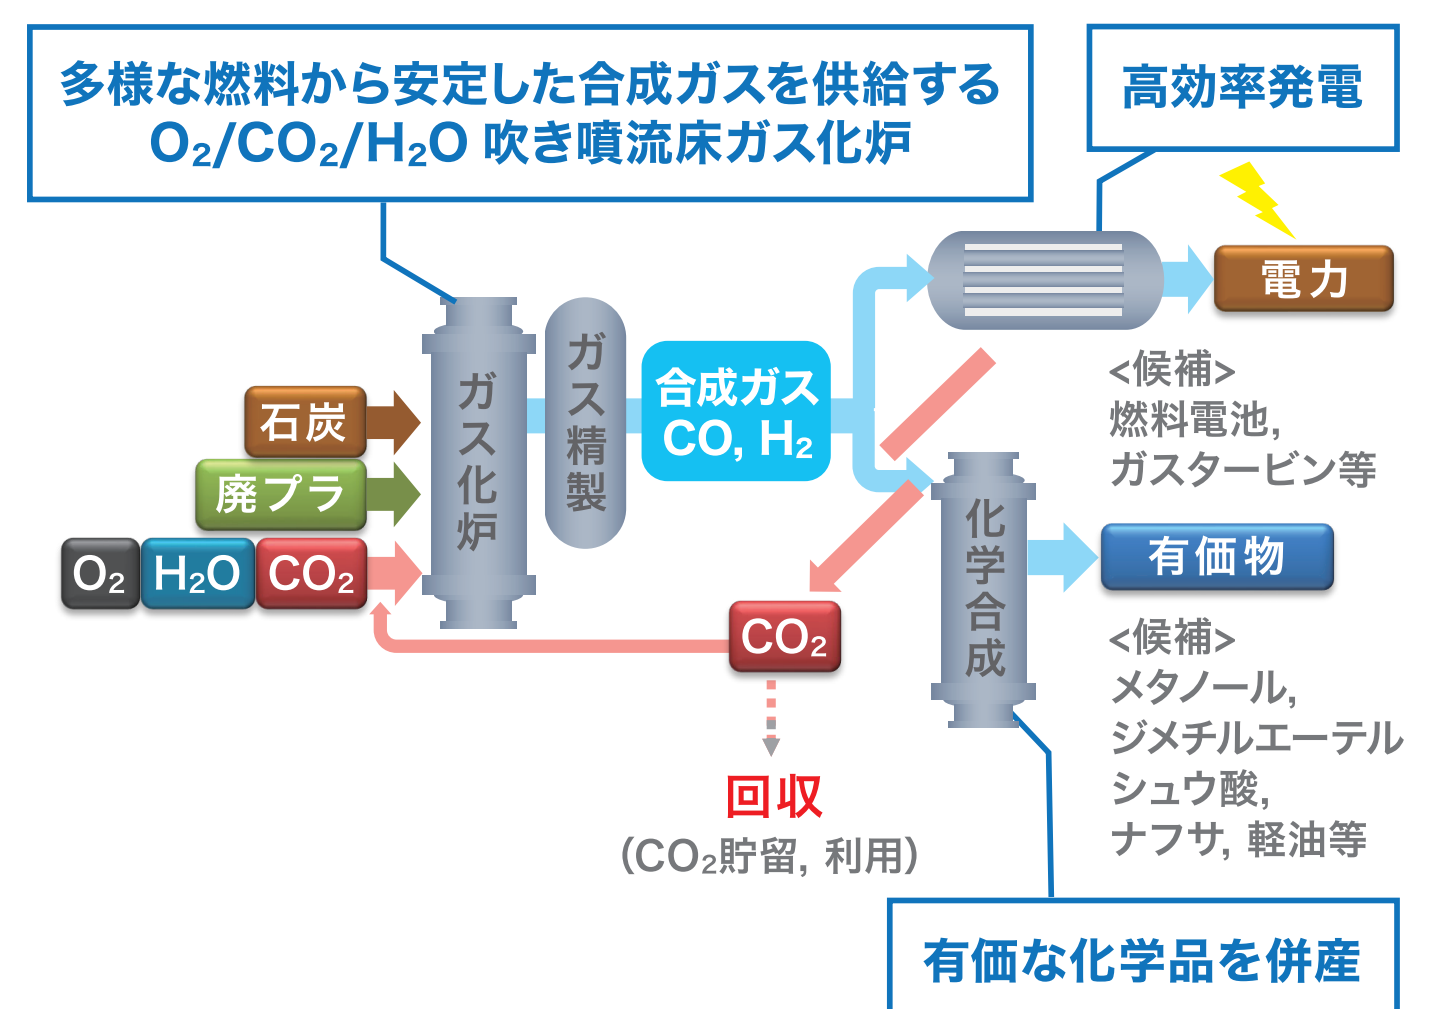 多様な燃料から安定した合成ガスを供給する
O₂/CO₂/H₂O 吹き噴流床ガス化炉
高効率発電
電力
<候補>
燃料電池,
ガスタービン等
ガス化炉
ガス精製
合成ガス
CO, H₂
石炭
廃プラ
O₂
H₂O
CO₂
CO₂
回収
(CO₂貯留, 利用)
化学合成
有価物
<候補>
メタノール,
ジメチルエーテル
シュウ酸,
ナフサ, 軽油等
有価な化学品を併産